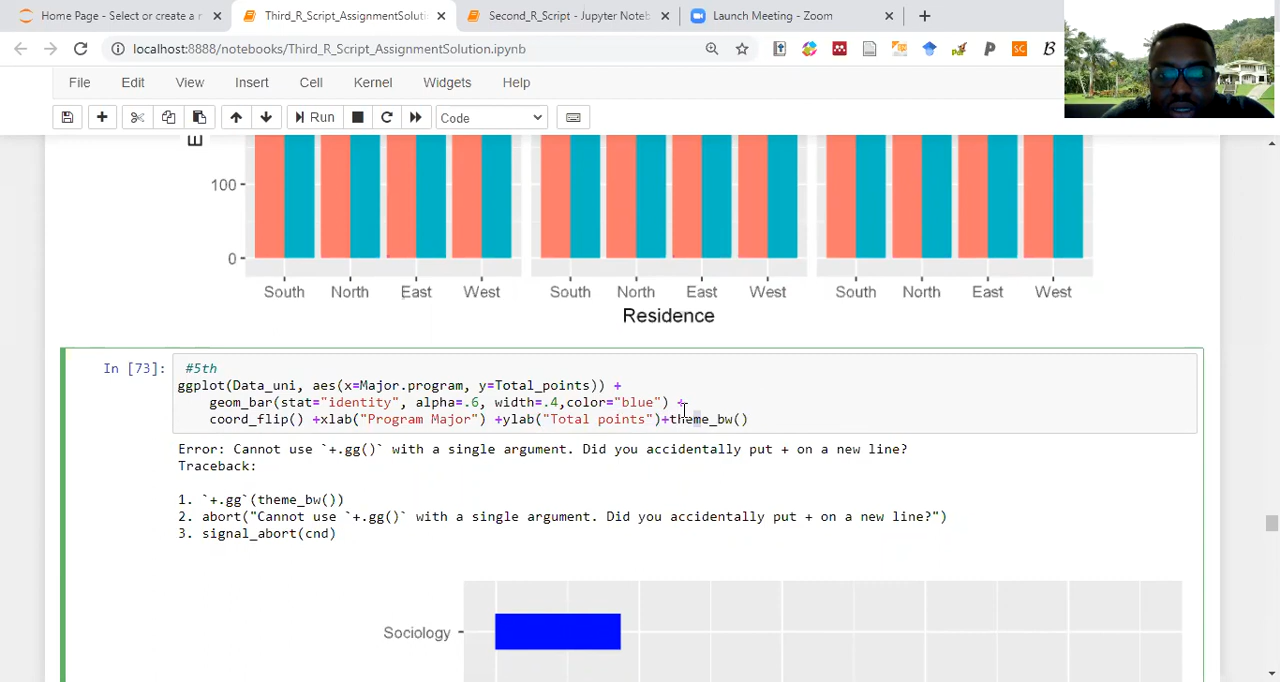 Home Page - Select or create a n
Third_R_Script_AssignmentSolutio
Second_R_Script - Jupyter Noteb
Launch Meeting - Zoom
localhost:8888/notebooks/Third_R_Script_AssignmentSolution.ipynb
SC
File Edit View Insert Cell Kernel Widgets Help
Run
Code
100
0
South North East West South North East West South North East West
Residence
In [73]:
#5th
ggplot(Data_uni, aes(x=Major.program, y=Total_points)) +
geom_bar(stat="identity", alpha=.6, width=.4,color="blue") +
coord_flip() +xlab("Program Major") +ylab("Total points")+theme_bw()
Error: Cannot use `+.gg()` with a single argument. Did you accidentally put + on a new line?
Traceback:
1. `+.gg`(theme_bw())
2. abort("Cannot use `+.gg()` with a single argument. Did you accidentally put + on a new line?")
3. signal_abort(cnd)
Sociology